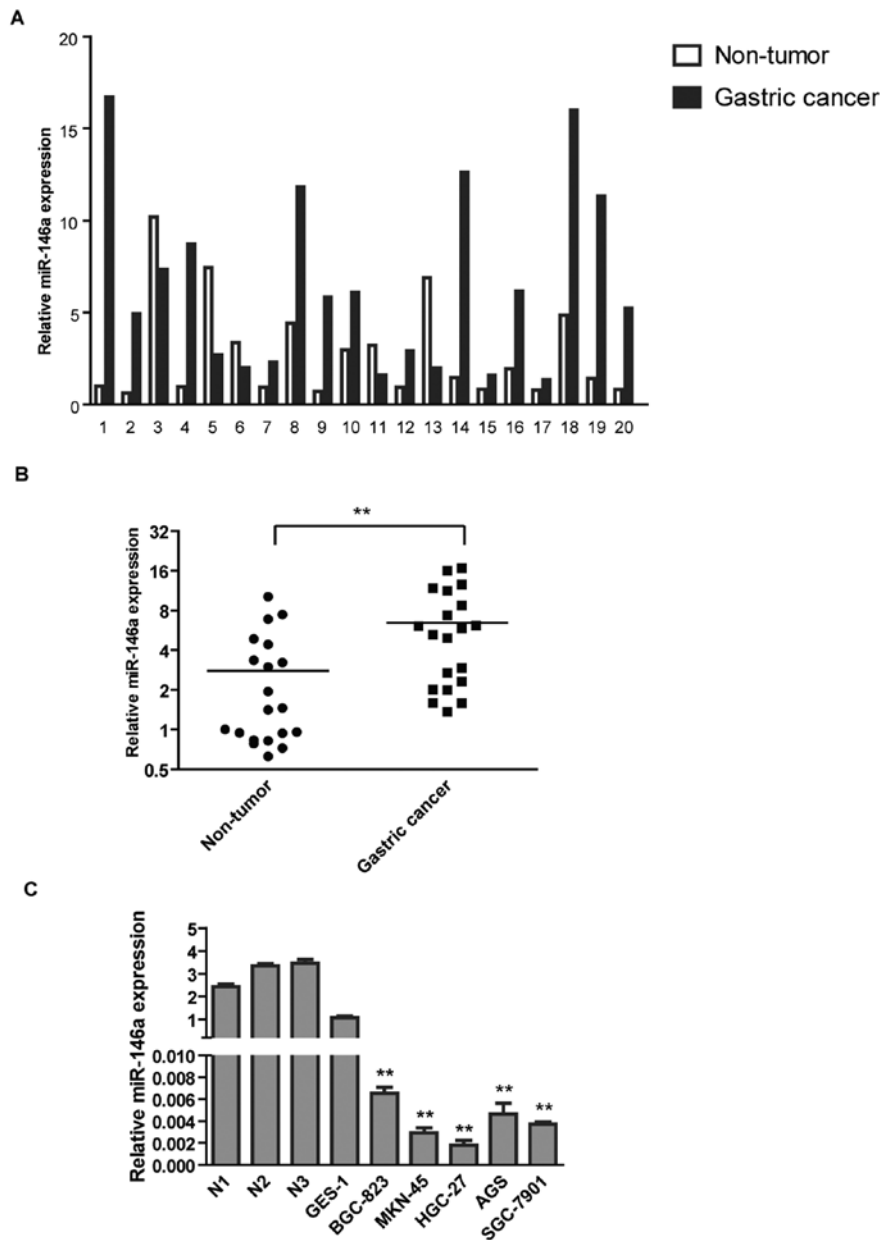 A
Relative miR-146a expression
20
15
10
5
0
1 2 3 4 5 6 7 8 9 10 11 12 13 14 15 16 17 18 19 20
Non-tumor
Gastric cancer
B
Relative miR-146a expression
32
16
8
4
2
1
0.5
**
Non-tumor
Gastric cancer
C
Relative miR-146a expression
5
4
3
2
1
0.010
0.008
0.006
0.004
0.002
0.000
**
**
**
**
**
N1
N2
N3
GES-1
BGC-823
MKN-45
HGC-27
AGS
SGC-7901